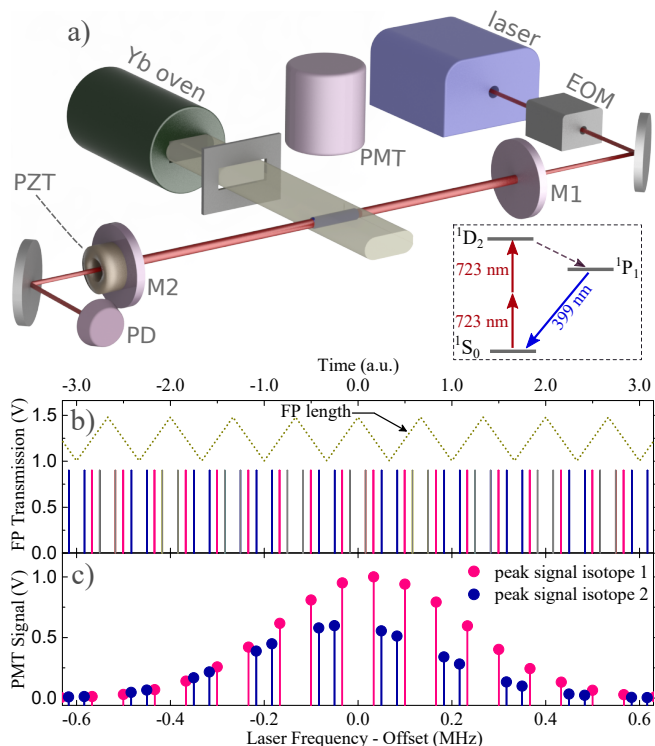 a)
Yb oven
laser
EOM
PMT
M1
PZT
M2
PD
¹D₂
¹P₁
723 nm
723 nm
399 nm
¹S₀
Time (a.u.)
-3.0 -2.0 -1.0 0.0 1.0 2.0 3.0
b)
FP length
FP Transmission (V)
1.5
1.0
0.5
0.0
c)
peak signal isotope 1
peak signal isotope 2
PMT Signal (V)
1.0
0.5
0.0
-0.6 -0.4 -0.2 0.0 0.2 0.4 0.6
Laser Frequency - Offset (MHz)